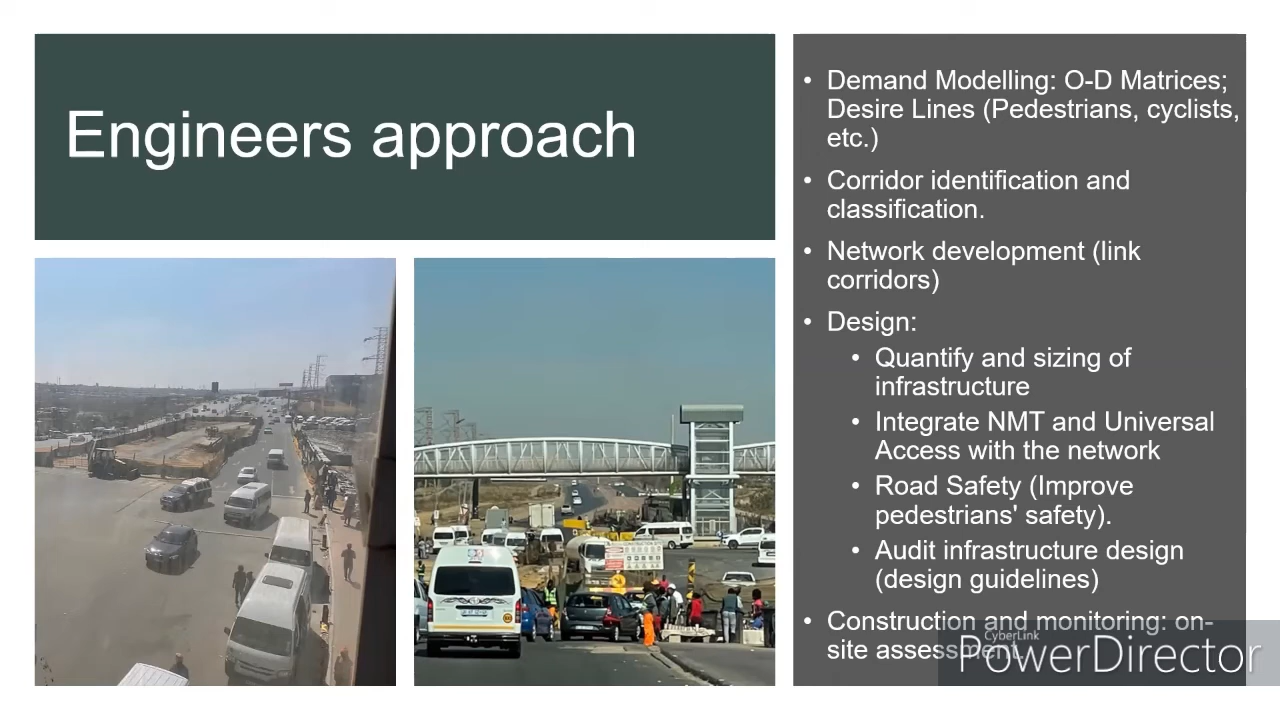 Engineers approach
• Demand Modelling: O-D Matrices;
Desire Lines (Pedestrians, cyclists,
etc.)
• Corridor identification and
classification.
• Network development (link
corridors)
• Design:
• Quantify and sizing of
infrastructure
• Integrate NMT and Universal
Access with the network
• Road Safety (Improve
pedestrians' safety).
• Audit infrastructure design
(design guidelines)
• Construction and monitoring: on-
site assessment.
CyberLink
PowerDirector